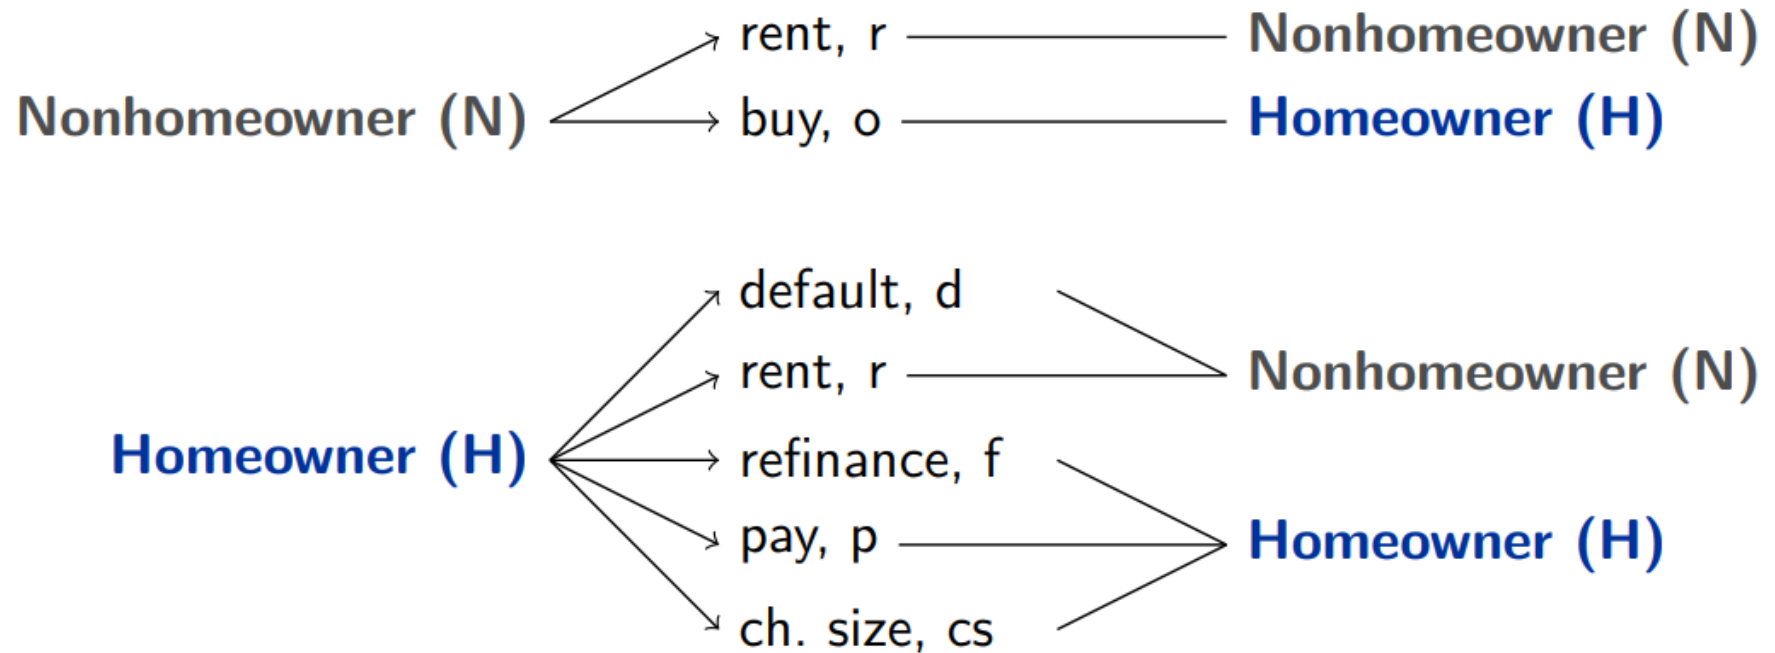 rent, r Nonhomeowner (N)
Nonhomeowner (N) buy, o Homeowner (H)
default, d
rent, r Nonhomeowner (N)
Homeowner (H) refinance, f
pay, p Homeowner (H)
ch. size, cs